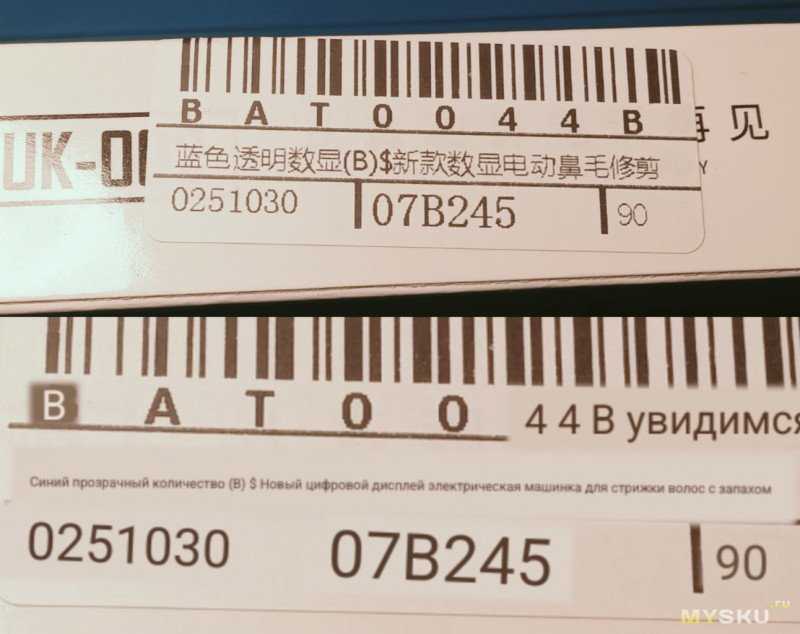 BAT0044B
UK-0
再 见
蓝色透明数显(B)$新款数显电动鼻毛修剪
Y
0251030 07B245 90
BAT00 4 4 В увидимся
Синий прозрачный количество (B) $ Новый цифровой дисплей электрическая машинка для стрижки волос с запахом
0251030 07B245 90
MYSKU.ru